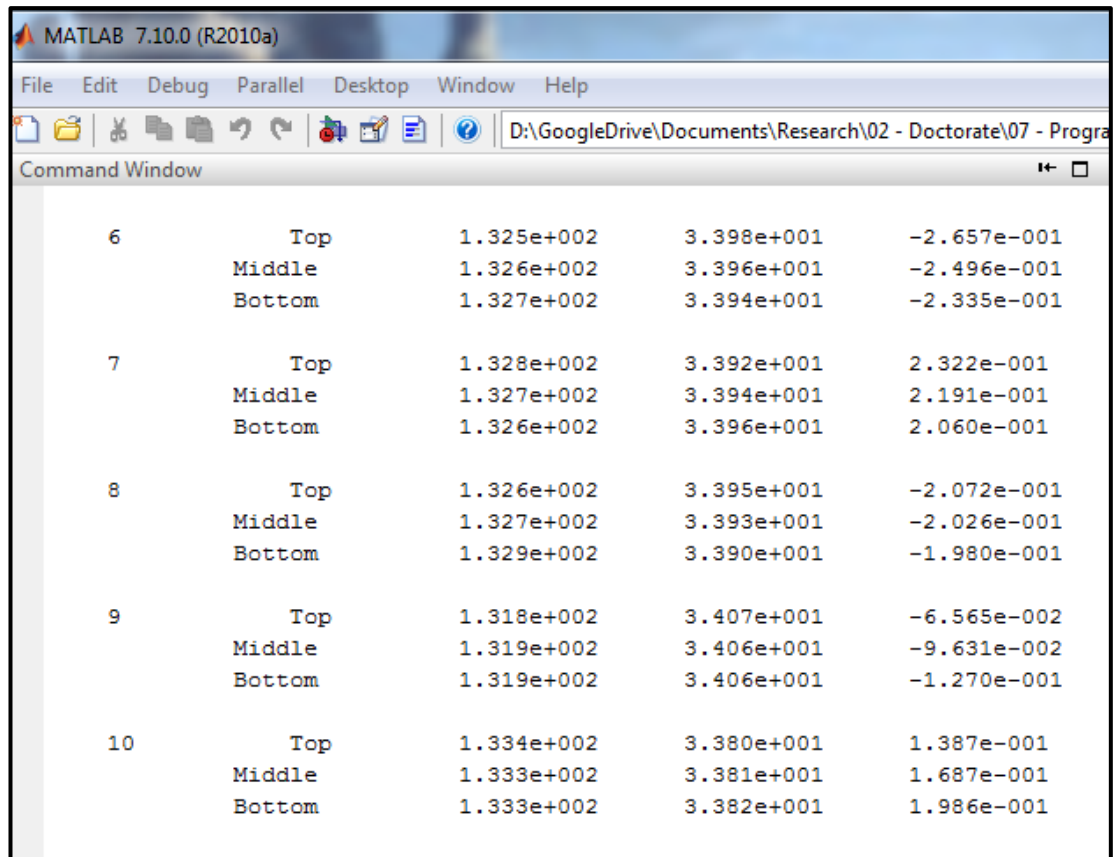 MATLAB 7.10.0 (R2010a)
File Edit Debug Parallel Desktop Window Help
D:\GoogleDrive\Documents\Research\02 - Doctorate\07 - Progra
Command Window
6 Top 1.325e+002 3.398e+001 -2.657e-001
Middle 1.326e+002 3.396e+001 -2.496e-001
Bottom 1.327e+002 3.394e+001 -2.335e-001
7 Top 1.328e+002 3.392e+001 2.322e-001
Middle 1.327e+002 3.394e+001 2.191e-001
Bottom 1.326e+002 3.396e+001 2.060e-001
8 Top 1.326e+002 3.395e+001 -2.072e-001
Middle 1.327e+002 3.393e+001 -2.026e-001
Bottom 1.329e+002 3.390e+001 -1.980e-001
9 Top 1.318e+002 3.407e+001 -6.565e-002
Middle 1.319e+002 3.406e+001 -9.631e-002
Bottom 1.319e+002 3.406e+001 -1.270e-001
10 Top 1.334e+002 3.380e+001 1.387e-001
Middle 1.333e+002 3.381e+001 1.687e-001
Bottom 1.333e+002 3.382e+001 1.986e-001